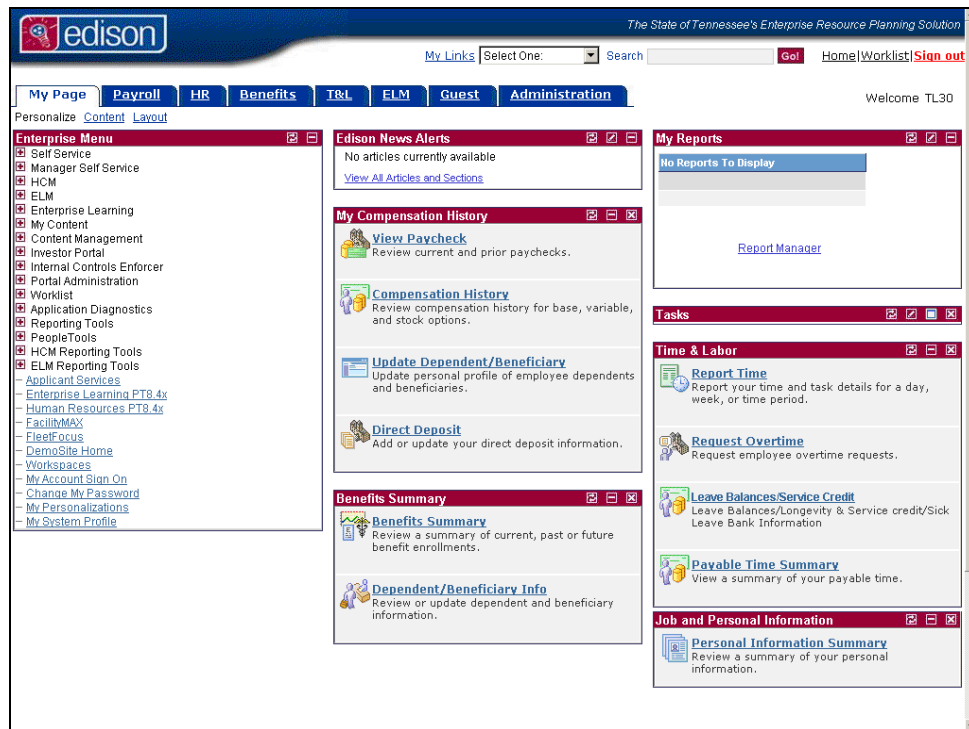 edison
The State of Tennessee's Enterprise Resource Planning Solution
My Links Select One: Search Go! Home|Worklist|Sign out
My Page Payroll HR Benefits T&L ELM Guest Administration
Welcome TL30
Personalize Content Layout
Enterprise Menu
Self Service
Manager Self Service
HCM
ELM
Enterprise Learning
My Content
Content Management
Investor Portal
Internal Controls Enforcer
Portal Administration
Worklist
Application Diagnostics
Reporting Tools
PeopleTools
HCM Reporting Tools
ELM Reporting Tools
– Applicant Services
– Enterprise Learning PT8.4x
– Human Resources PT8.4x
– FacilityMAX
– FleetFocus
– DemoSite Home
– Workspaces
– My Account Sign On
– Change My Password
– My Personalizations
– My System Profile
Edison News Alerts
No articles currently available
View All Articles and Sections
My Compensation History
View Paycheck
Review current and prior paychecks.
Compensation History
Review compensation history for base, variable,
and stock options.
Update Dependent/Beneficiary
Update personal profile of employee dependents
and beneficiaries.
Direct Deposit
Add or update your direct deposit information.
Benefits Summary
Benefits Summary
Review a summary of current, past or future
benefit enrollments.
Dependent/Beneficiary Info
Review or update dependent and beneficiary
information.
My Reports
No Reports To Display
Report Manager
Tasks
Time & Labor
Report Time
Report your time and task details for a day,
week, or time period.
Request Overtime
Request employee overtime requests.
Leave Balances/Service Credit
Leave Balances/Longevity & Service credit/Sick
Leave Bank Information
Payable Time Summary
View a summary of your payable time.
Job and Personal Information
Personal Information Summary
Review a summary of your personal
information.